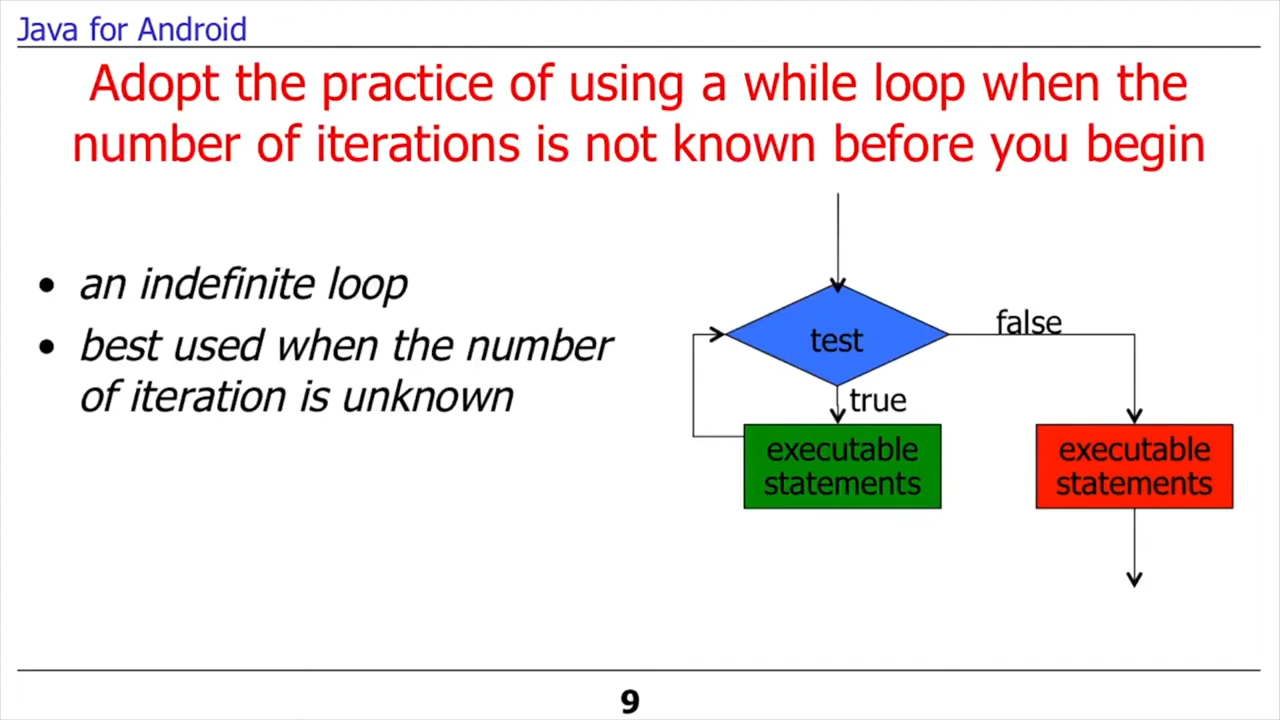 Java for Android
Adopt the practice of using a while loop when the
number of iterations is not known before you begin
• an indefinite loop
• best used when the number
of iteration is unknown
test
false
true
executable
statements
executable
statements
9